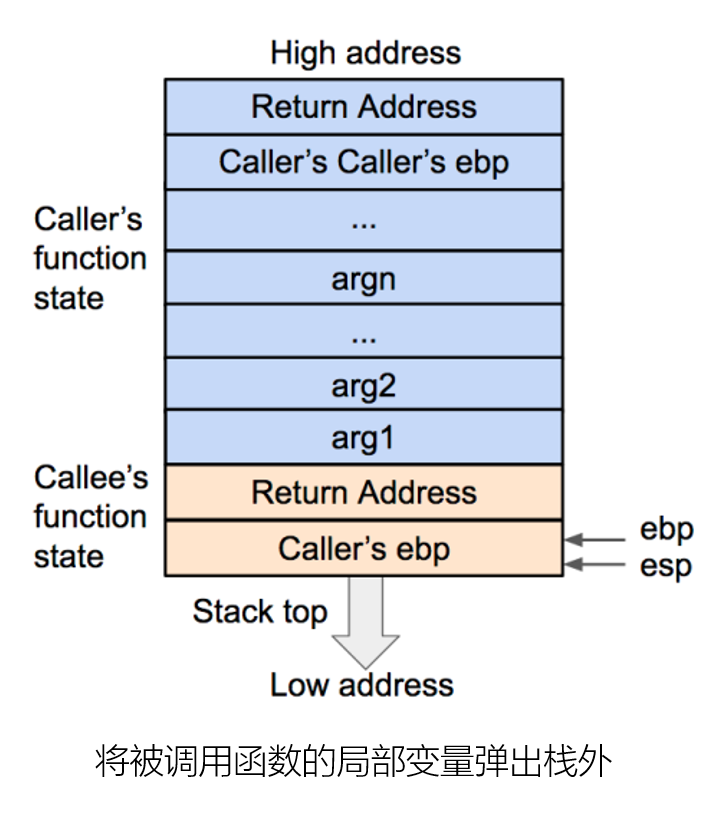 High address
Return Address
Caller's Caller's ebp
...
Caller's
function
state
argn
...
arg2
arg1
Callee's
function
state
Return Address
Caller's ebp
ebp
esp
Stack top
Low address
将被调用函数的局部变量弹出栈外